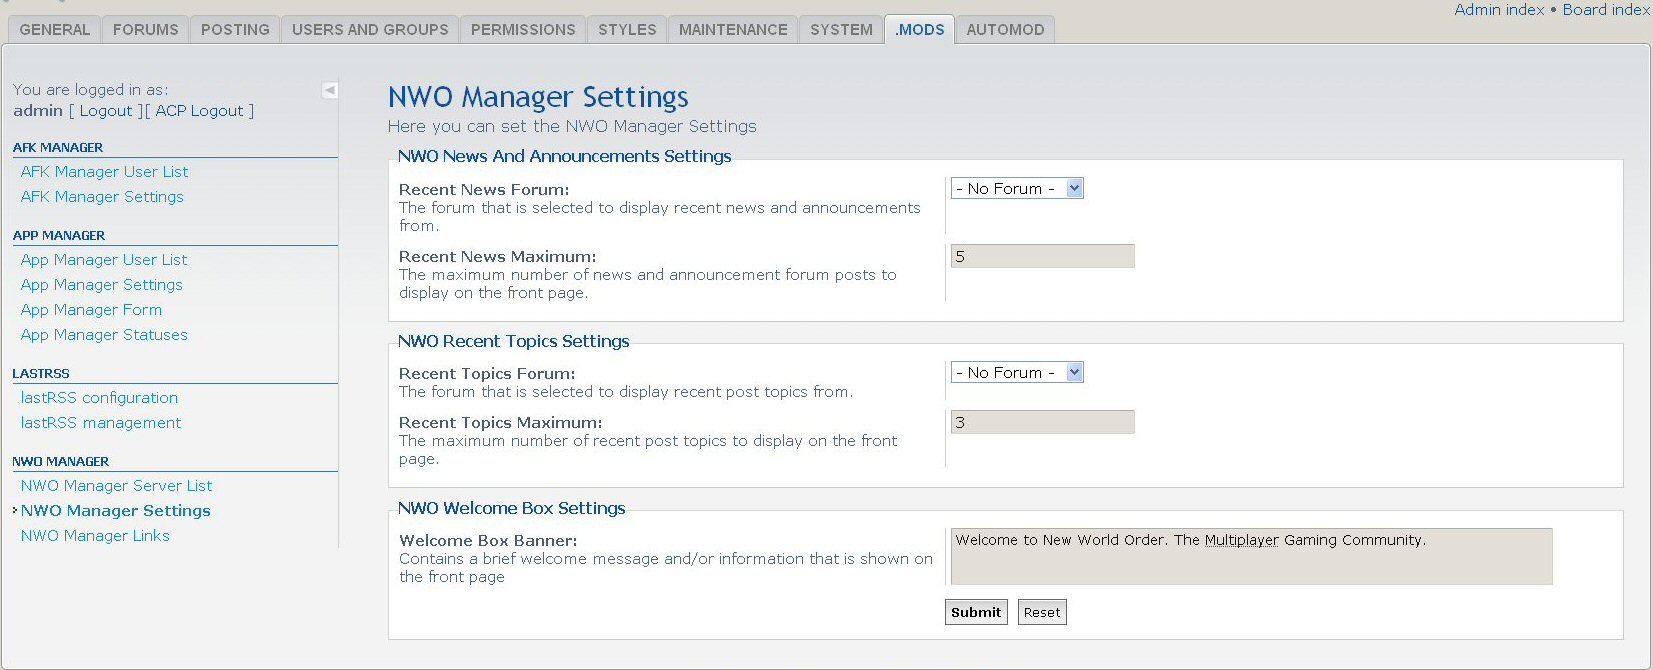 Admin index • Board index
GENERAL FORUMS POSTING USERS AND GROUPS PERMISSIONS STYLES MAINTENANCE SYSTEM .MODS AUTOMOD
You are logged in as:
admin [ Logout ][ ACP Logout ]
AFK MANAGER
AFK Manager User List
AFK Manager Settings
APP MANAGER
App Manager User List
App Manager Settings
App Manager Form
App Manager Statuses
LASTRSS
lastRSS configuration
lastRSS management
NWO MANAGER
NWO Manager Server List
NWO Manager Settings
NWO Manager Links
NWO Manager Settings
Here you can set the NWO Manager Settings
NWO News And Announcements Settings
Recent News Forum:
The forum that is selected to display recent news and announcements
from.
- No Forum -
Recent News Maximum:
The maximum number of news and announcement forum posts to
display on the front page.
5
NWO Recent Topics Settings
Recent Topics Forum:
The forum that is selected to display recent post topics from.
- No Forum -
Recent Topics Maximum:
The maximum number of recent post topics to display on the front
page.
3
NWO Welcome Box Settings
Welcome Box Banner:
Contains a brief welcome message and/or information that is shown on
the front page
Welcome to New World Order. The Multiplayer Gaming Community.
Submit Reset